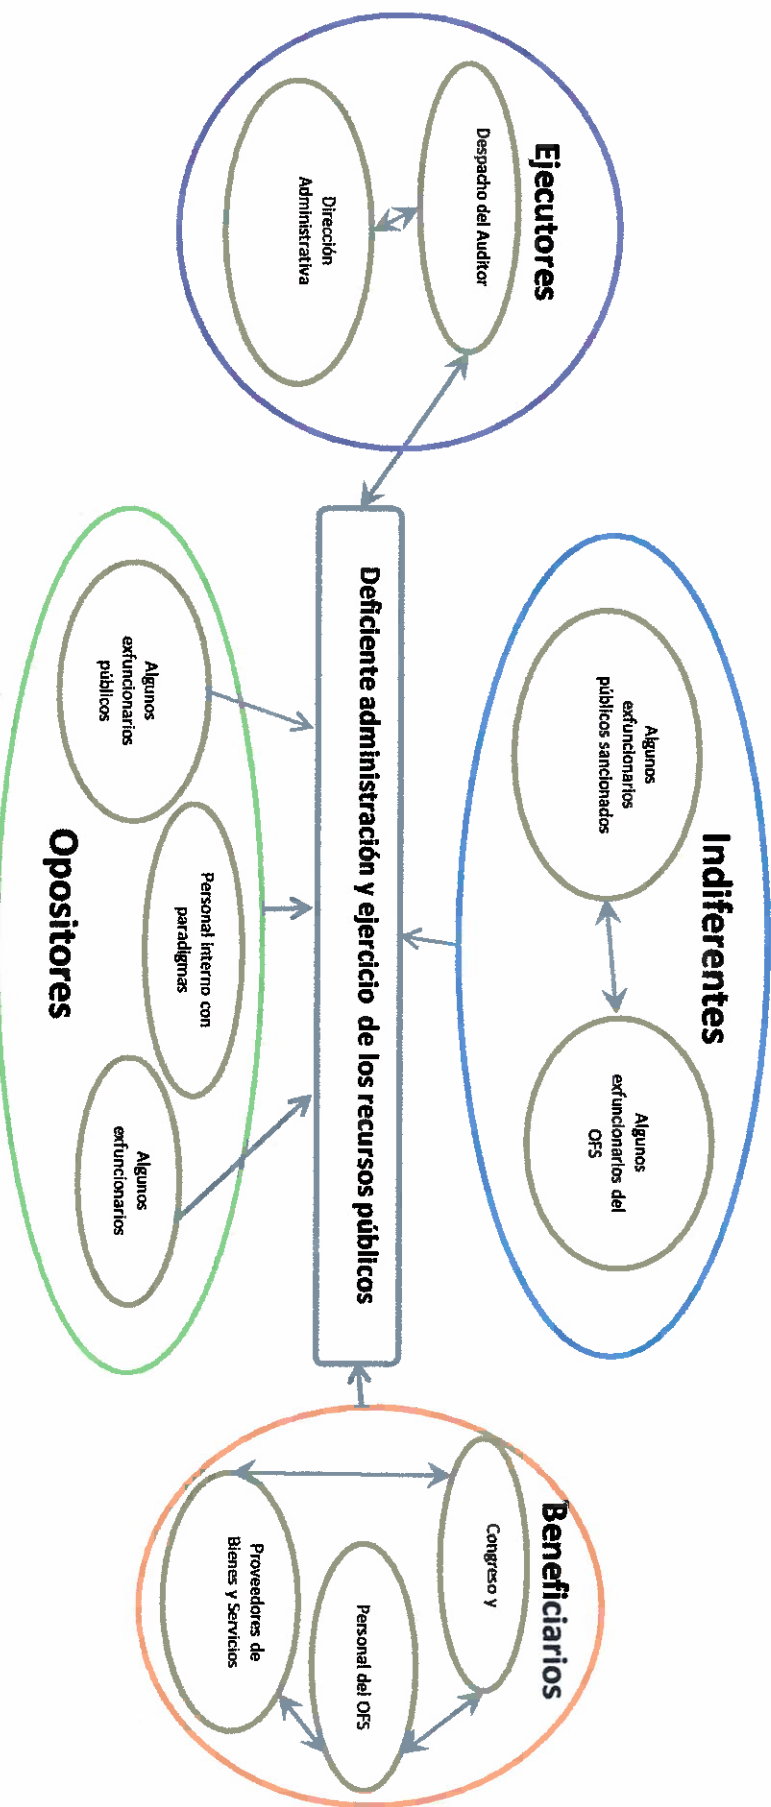 Indiferentes
Algunos
exfuncionarios
públicos sancionados
Algunos
exfuncionarios del
OFS
Ejecutores
Despacho del Auditor
Dirección
Administrativa
Deficiente administración y ejercicio de los recursos públicos
Beneficiarios
Congreso y
Personal del OFS
Proveedores de
Bienes y Servicios
Algunos
exfuncionarios
públicos
Personal interno con
paradigmas
Algunos
exfuncionarios
Opositores